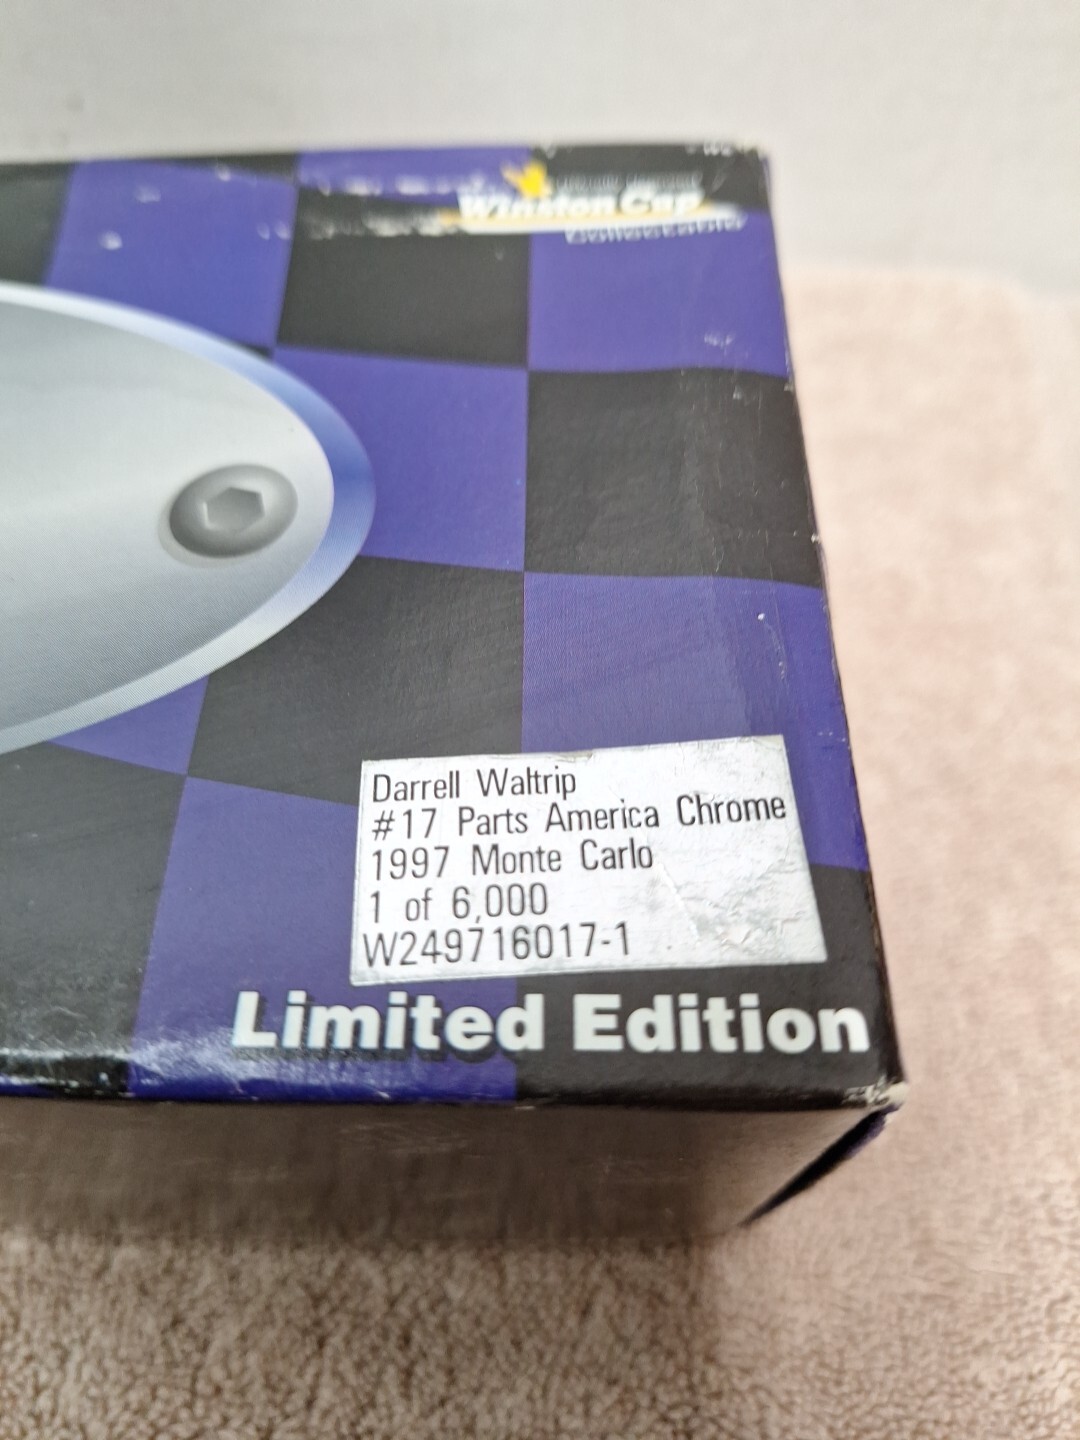 Winston Cup
Collectable
Darrell Waltrip
#17 Parts America Chrome
1997 Monte Carlo
1 of 6,000
W249716017-1
Limited Edition